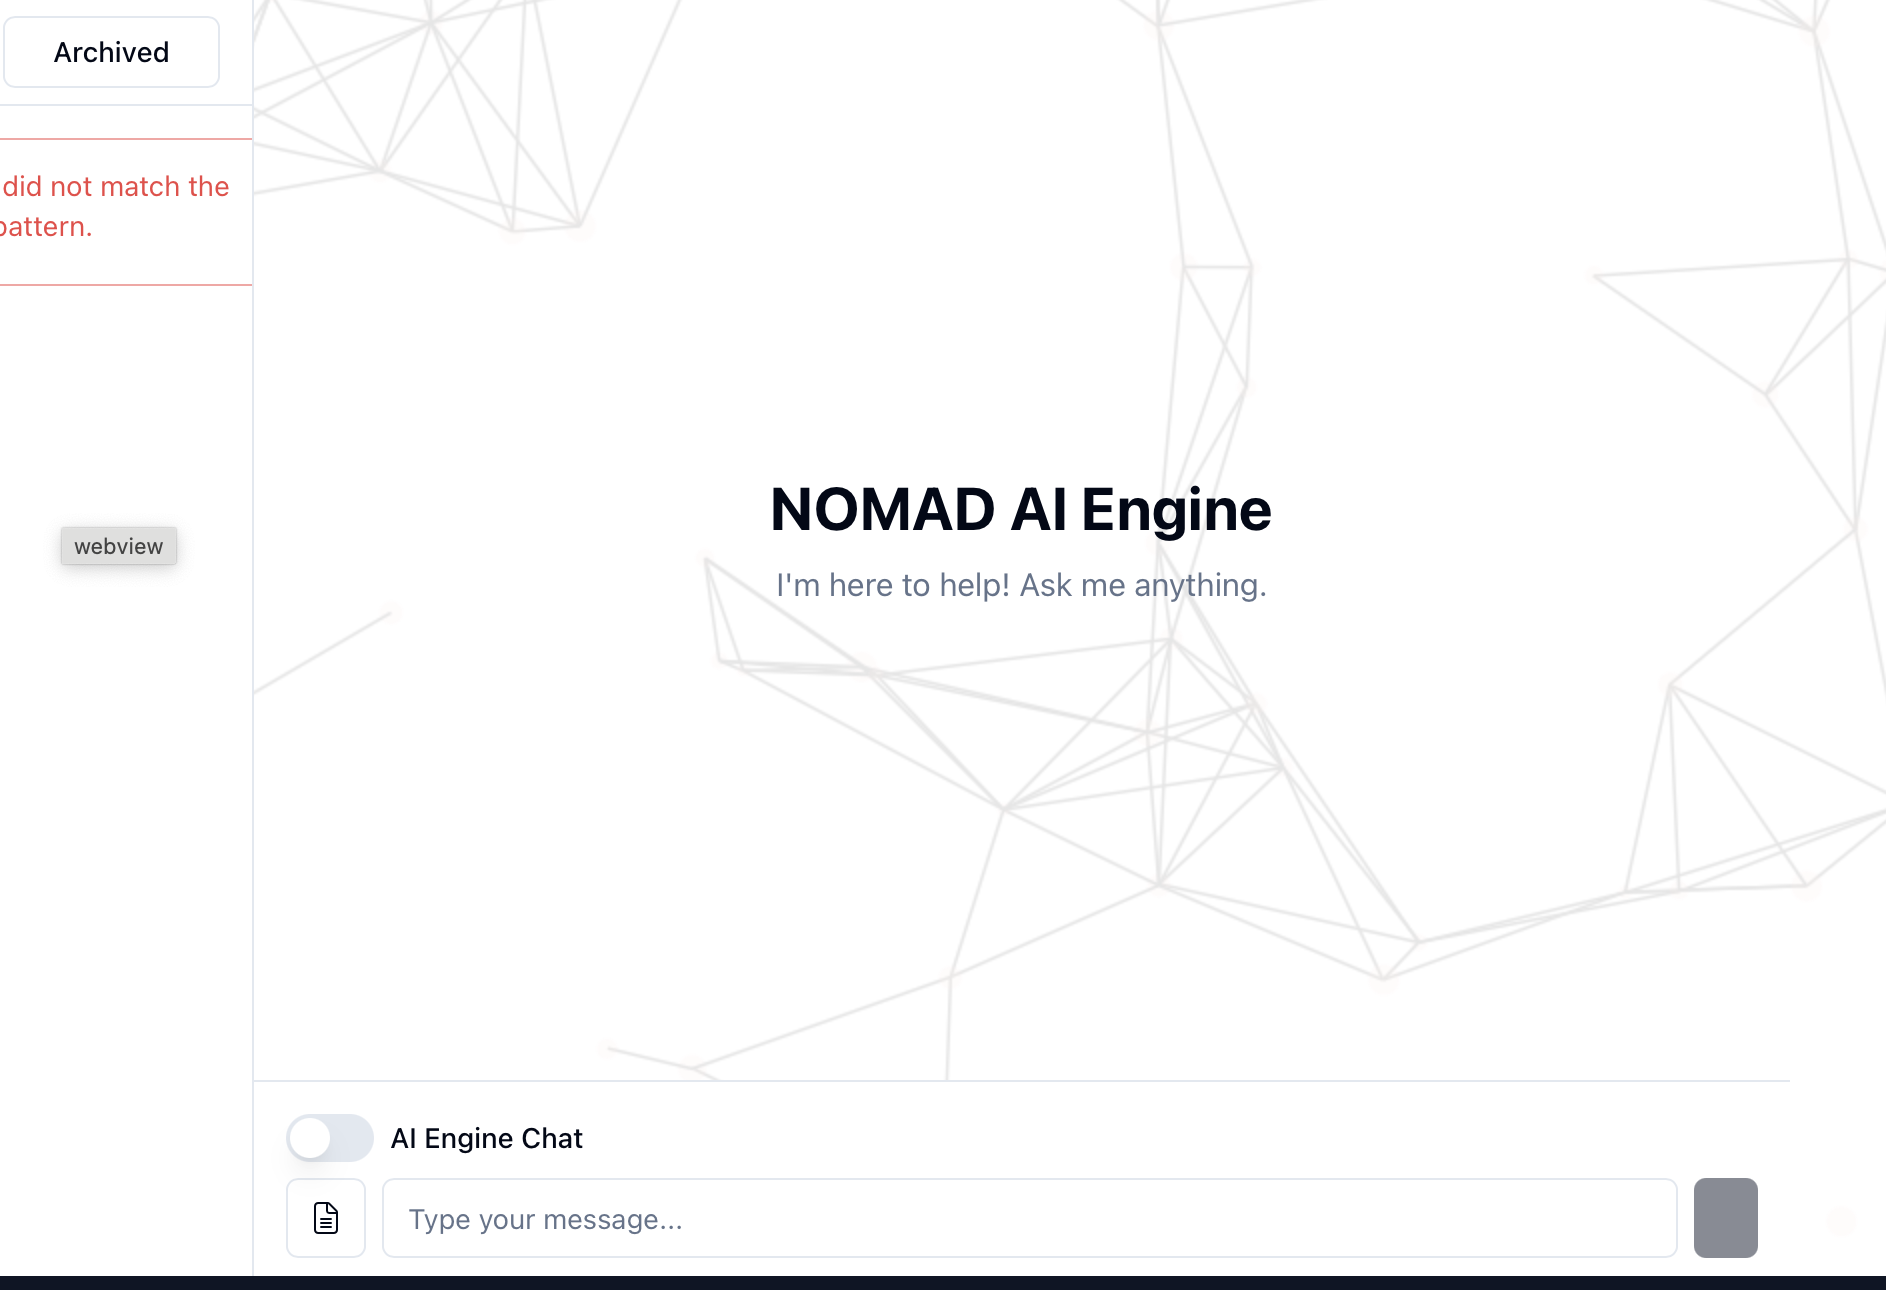 Archived
did not match the
pattern.
webview
NOMAD AI Engine
I'm here to help! Ask me anything.
AI Engine Chat
Type your message...